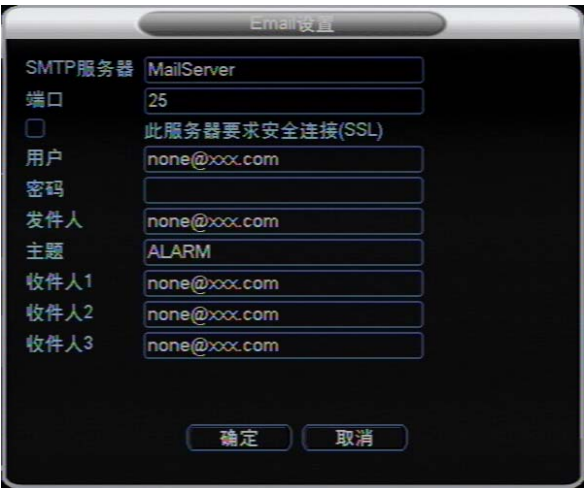 Email设置
SMTP服务器 MailServer
端口 25
此服务器要求安全连接(SSL)
用户 none@xxx.com
密码
发件人 none@xxx.com
主题 ALARM
收件人1 none@xxx.com
收件人2 none@xxx.com
收件人3 none@xxx.com
确定 取消